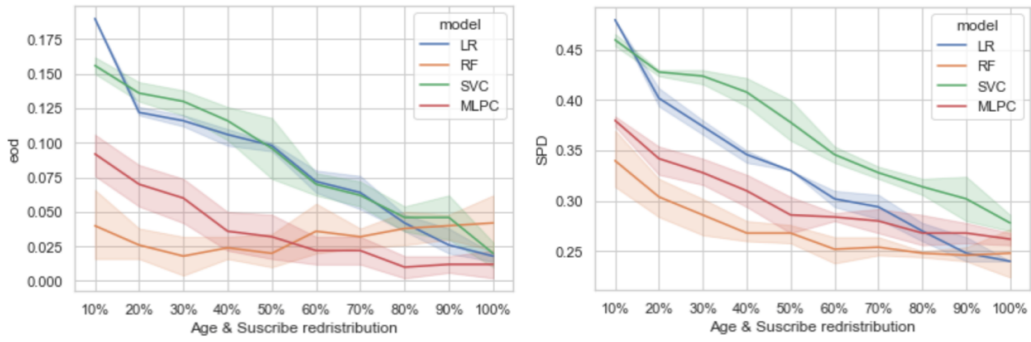 model
LR
RF
SVC
MLPC
0.175
0.150
0.125
0.100
0.075
0.050
0.025
0.000
eod
10% 20% 30% 40% 50% 60% 70% 80% 90% 100%
Age & Suscribe redristribution
model
LR
RF
SVC
MLPC
0.45
0.40
0.35
0.30
0.25
SPD
10% 20% 30% 40% 50% 60% 70% 80% 90% 100%
Age & Suscribe redristribution